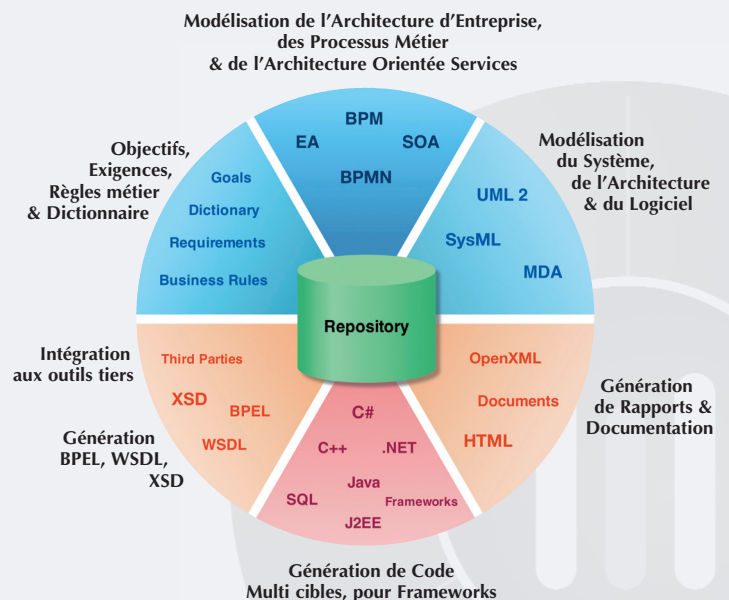 Modélisation de l'Architecture d'Entreprise,
des Processus Métier
& de l'Architecture Orientée Services
BPM
EA
SOA
BPMN
Objectifs,
Exigences,
Règles métier
& Dictionnaire
Goals
Dictionary
Requirements
Business Rules
Modélisation
du Système,
de l'Architecture
& du Logiciel
UML 2
SysML
MDA
Repository
Intégration
aux outils tiers
Génération
BPEL, WSDL,
XSD
Third Parties
XSD
BPEL
WSDL
C#
C++
.NET
Java
SQL
Frameworks
J2EE
OpenXML
Documents
HTML
Génération
de Rapports &
Documentation
Génération de Code
Multi cibles, pour Frameworks